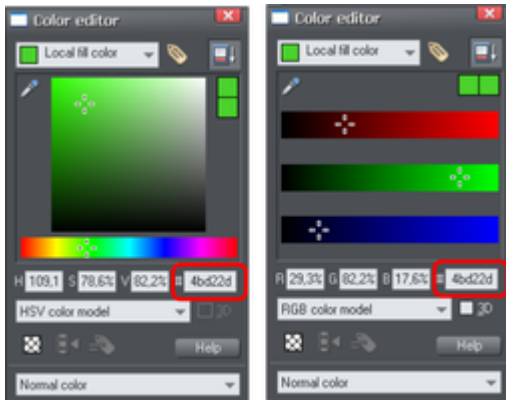 Color editor
Local fill color
H 109,1 S 78,6% V 82,2% # 4bd22d
HSV color model
3D
Help
Normal color
Color editor
Local fill color
R 29,3% G 82,2% B 17,6% # 4bd22d
RGB color model
3D
Help
Normal color